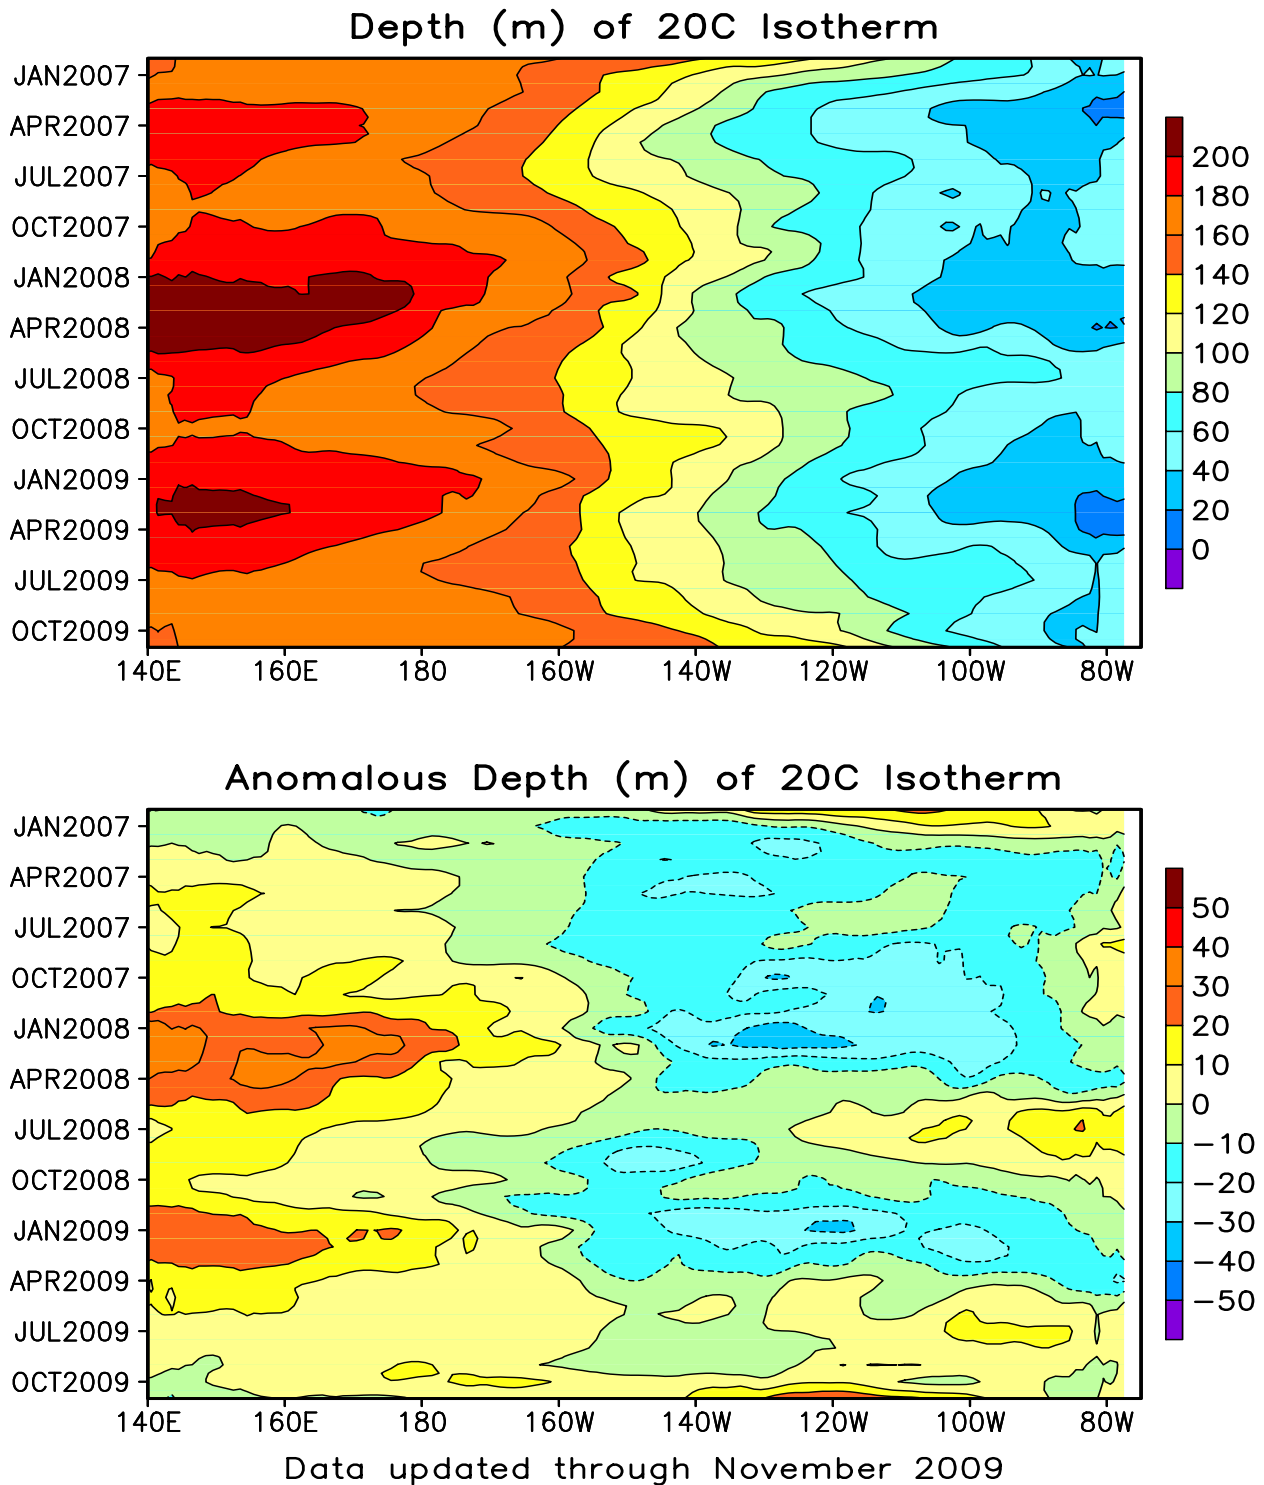 Depth (m) of 20C Isotherm
JAN2007
APR2007
JUL2007
OCT2007
JAN2008
APR2008
JUL2008
OCT2008
JAN2009
APR2009
JUL2009
OCT2009
140E 160E 180 160W 140W 120W 100W 80W
200
180
160
140
120
100
80
60
40
20
0
Anomalous Depth (m) of 20C Isotherm
JAN2007
APR2007
JUL2007
OCT2007
JAN2008
APR2008
JUL2008
OCT2008
JAN2009
APR2009
JUL2009
OCT2009
140E 160E 180 160W 140W 120W 100W 80W
50
40
30
20
10
0
−10
−20
−30
−40
−50
Data updated through November 2009